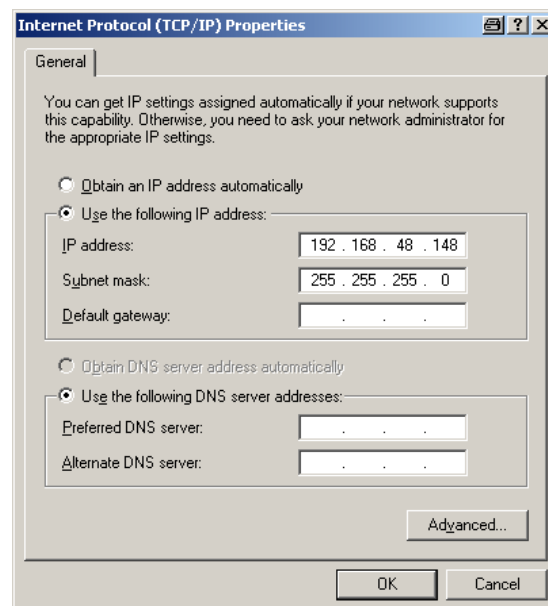 Internet Protocol (TCP/IP) Properties
General
You can get IP settings assigned automatically if your network supports
this capability. Otherwise, you need to ask your network administrator for
the appropriate IP settings.
Obtain an IP address automatically
Use the following IP address:
IP address: 192 . 168 . 48 . 148
Subnet mask: 255 . 255 . 255 . 0
Default gateway: . . .
Obtain DNS server address automatically
Use the following DNS server addresses:
Preferred DNS server: . . .
Alternate DNS server: . . .
Advanced...
OK Cancel